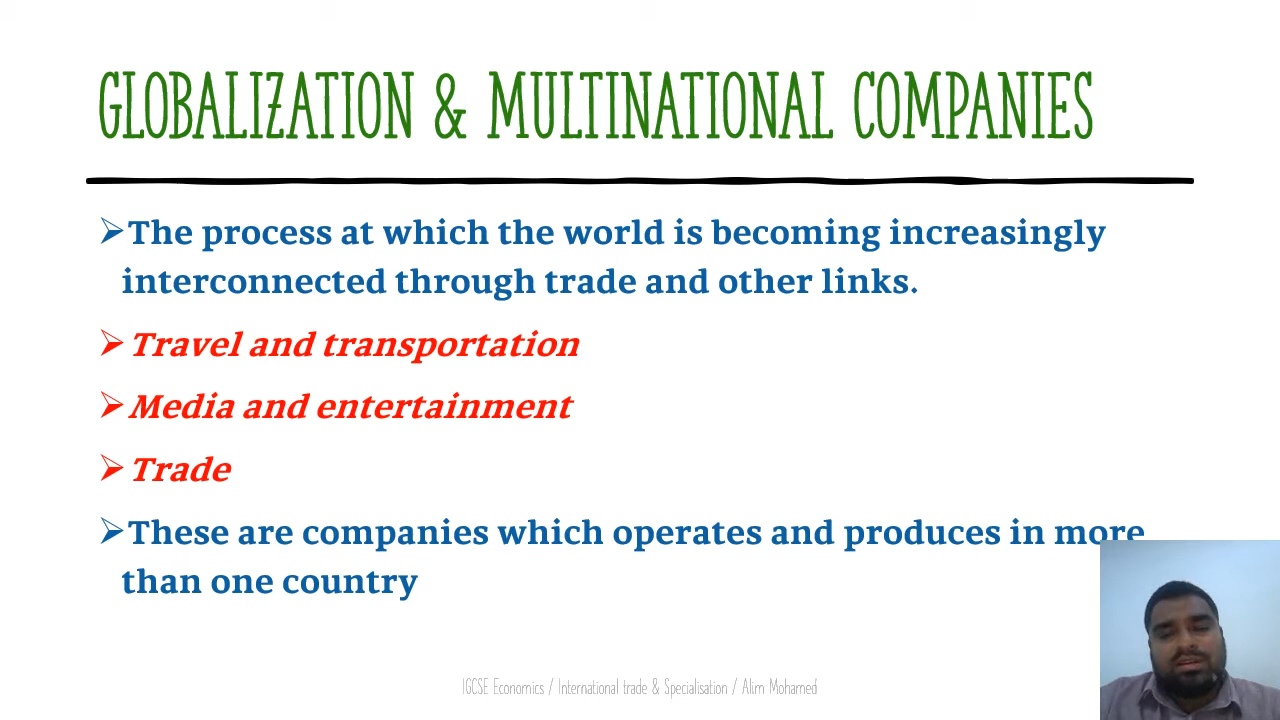 GLOBALIZATION & MULTINATIONAL COMPANIES
➢The process at which the world is becoming increasingly
interconnected through trade and other links.
➢Travel and transportation
➢Media and entertainment
➢Trade
➢These are companies which operates and produces in more
than one country
IGCSE Economics / International trade & Specialisation / Alim Mohamed